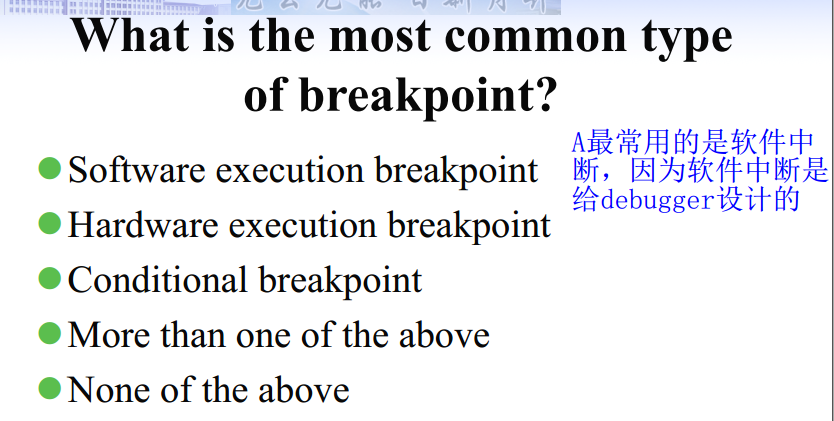 What is the most common type
of breakpoint?
Software execution breakpoint
Hardware execution breakpoint
Conditional breakpoint
More than one of the above
None of the above
A最常用的是软件中
断，因为软件中断是
给debugger设计的